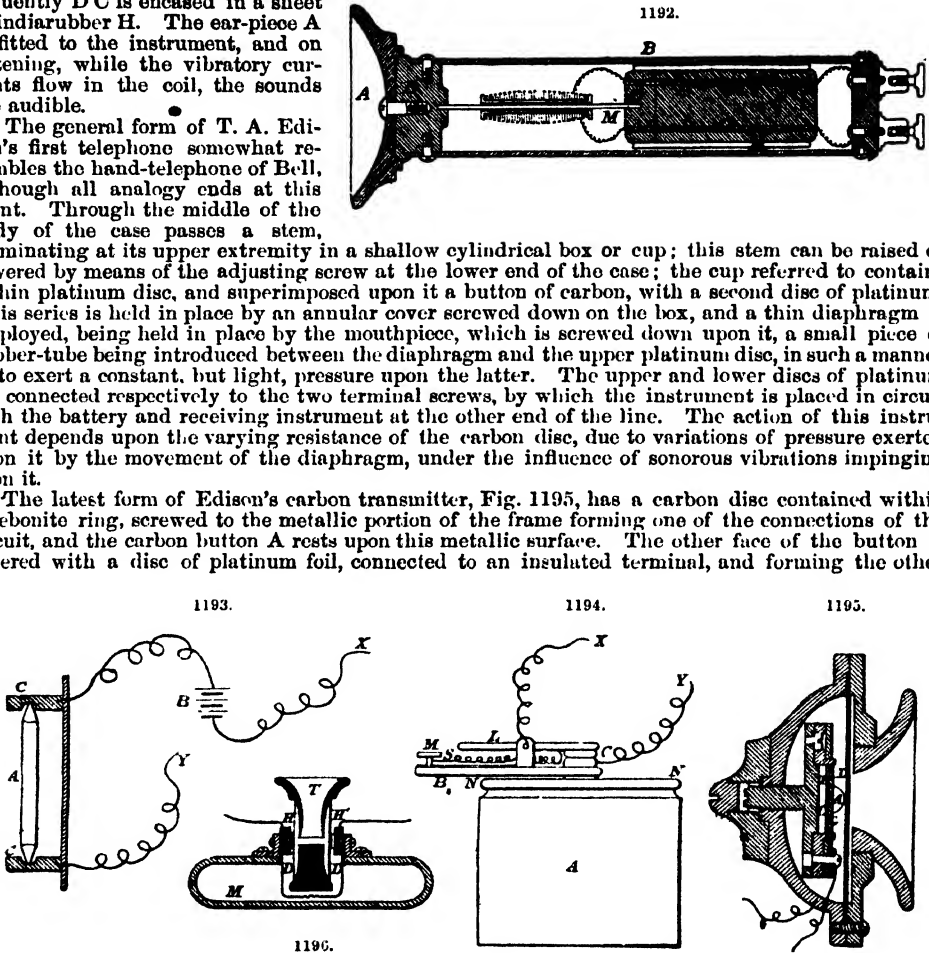 uently D C is encased in a sheet
indiarubber H. The ear-piece A
fitted to the instrument, and on
tening, while the vibratory cur-
ts flow in the coil, the sounds
audible.
The general form of T. A. Edi-
n's first telephone somewhat re-
mbles the hand-telephone of Bell,
hough all analogy ends at this
nt. Through the middle of the
ly of the case passes a stem,
minating at its upper extremity in a shallow cylindrical box or cup; this stem can be raised o
vered by means of the adjusting screw at the lower end of the case; the cup referred to contain
hin platinum disc, and superimposed upon it a button of carbon, with a second disc of platinum
is series is held in place by an annular cover screwed down on the box, and a thin diaphragm
ployed, being held in place by the mouthpiece, which is screwed down upon it, a small piece o
ber-tube being introduced between the diaphragm and the upper platinum disc, in such a manne
to exert a constant, but light, pressure upon the latter. The upper and lower discs of platinum
connected respectively to the two terminal screws, by which the instrument is placed in circu
h the battery and receiving instrument at the other end of the line. The action of this instru
nt depends upon the varying resistance of the carbon disc, due to variations of pressure exerte
on it by the movement of the diaphragm, under the influence of sonorous vibrations impingin
n it.
The latest form of Edison's carbon transmitter, Fig. 1195, has a carbon disc contained withi
ebonite ring, screwed to the metallic portion of the frame forming one of the connections of th
cuit, and the carbon button A rests upon this metallic surface. The other face of the button
ered with a disc of platinum foil, connected to an insulated terminal, and forming the othe
1192.
A B M
1193.
C B X A Y C
1194.
X Y M S L C B N N A
1195.
D A
T H H D D M
1196.